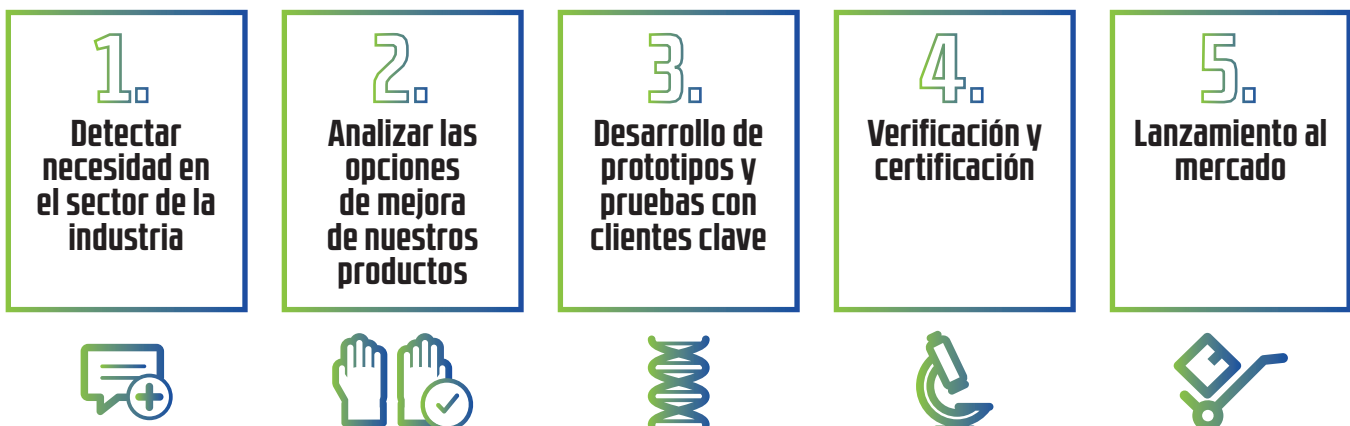 1.
Detectar
necesidad en
el sector de la
industria
2.
Analizar las
opciones
de mejora
de nuestros
productos
3.
Desarrollo de
prototipos y
pruebas con
clientes clave
4.
Verificación y
certificación
5.
Lanzamiento al
mercado